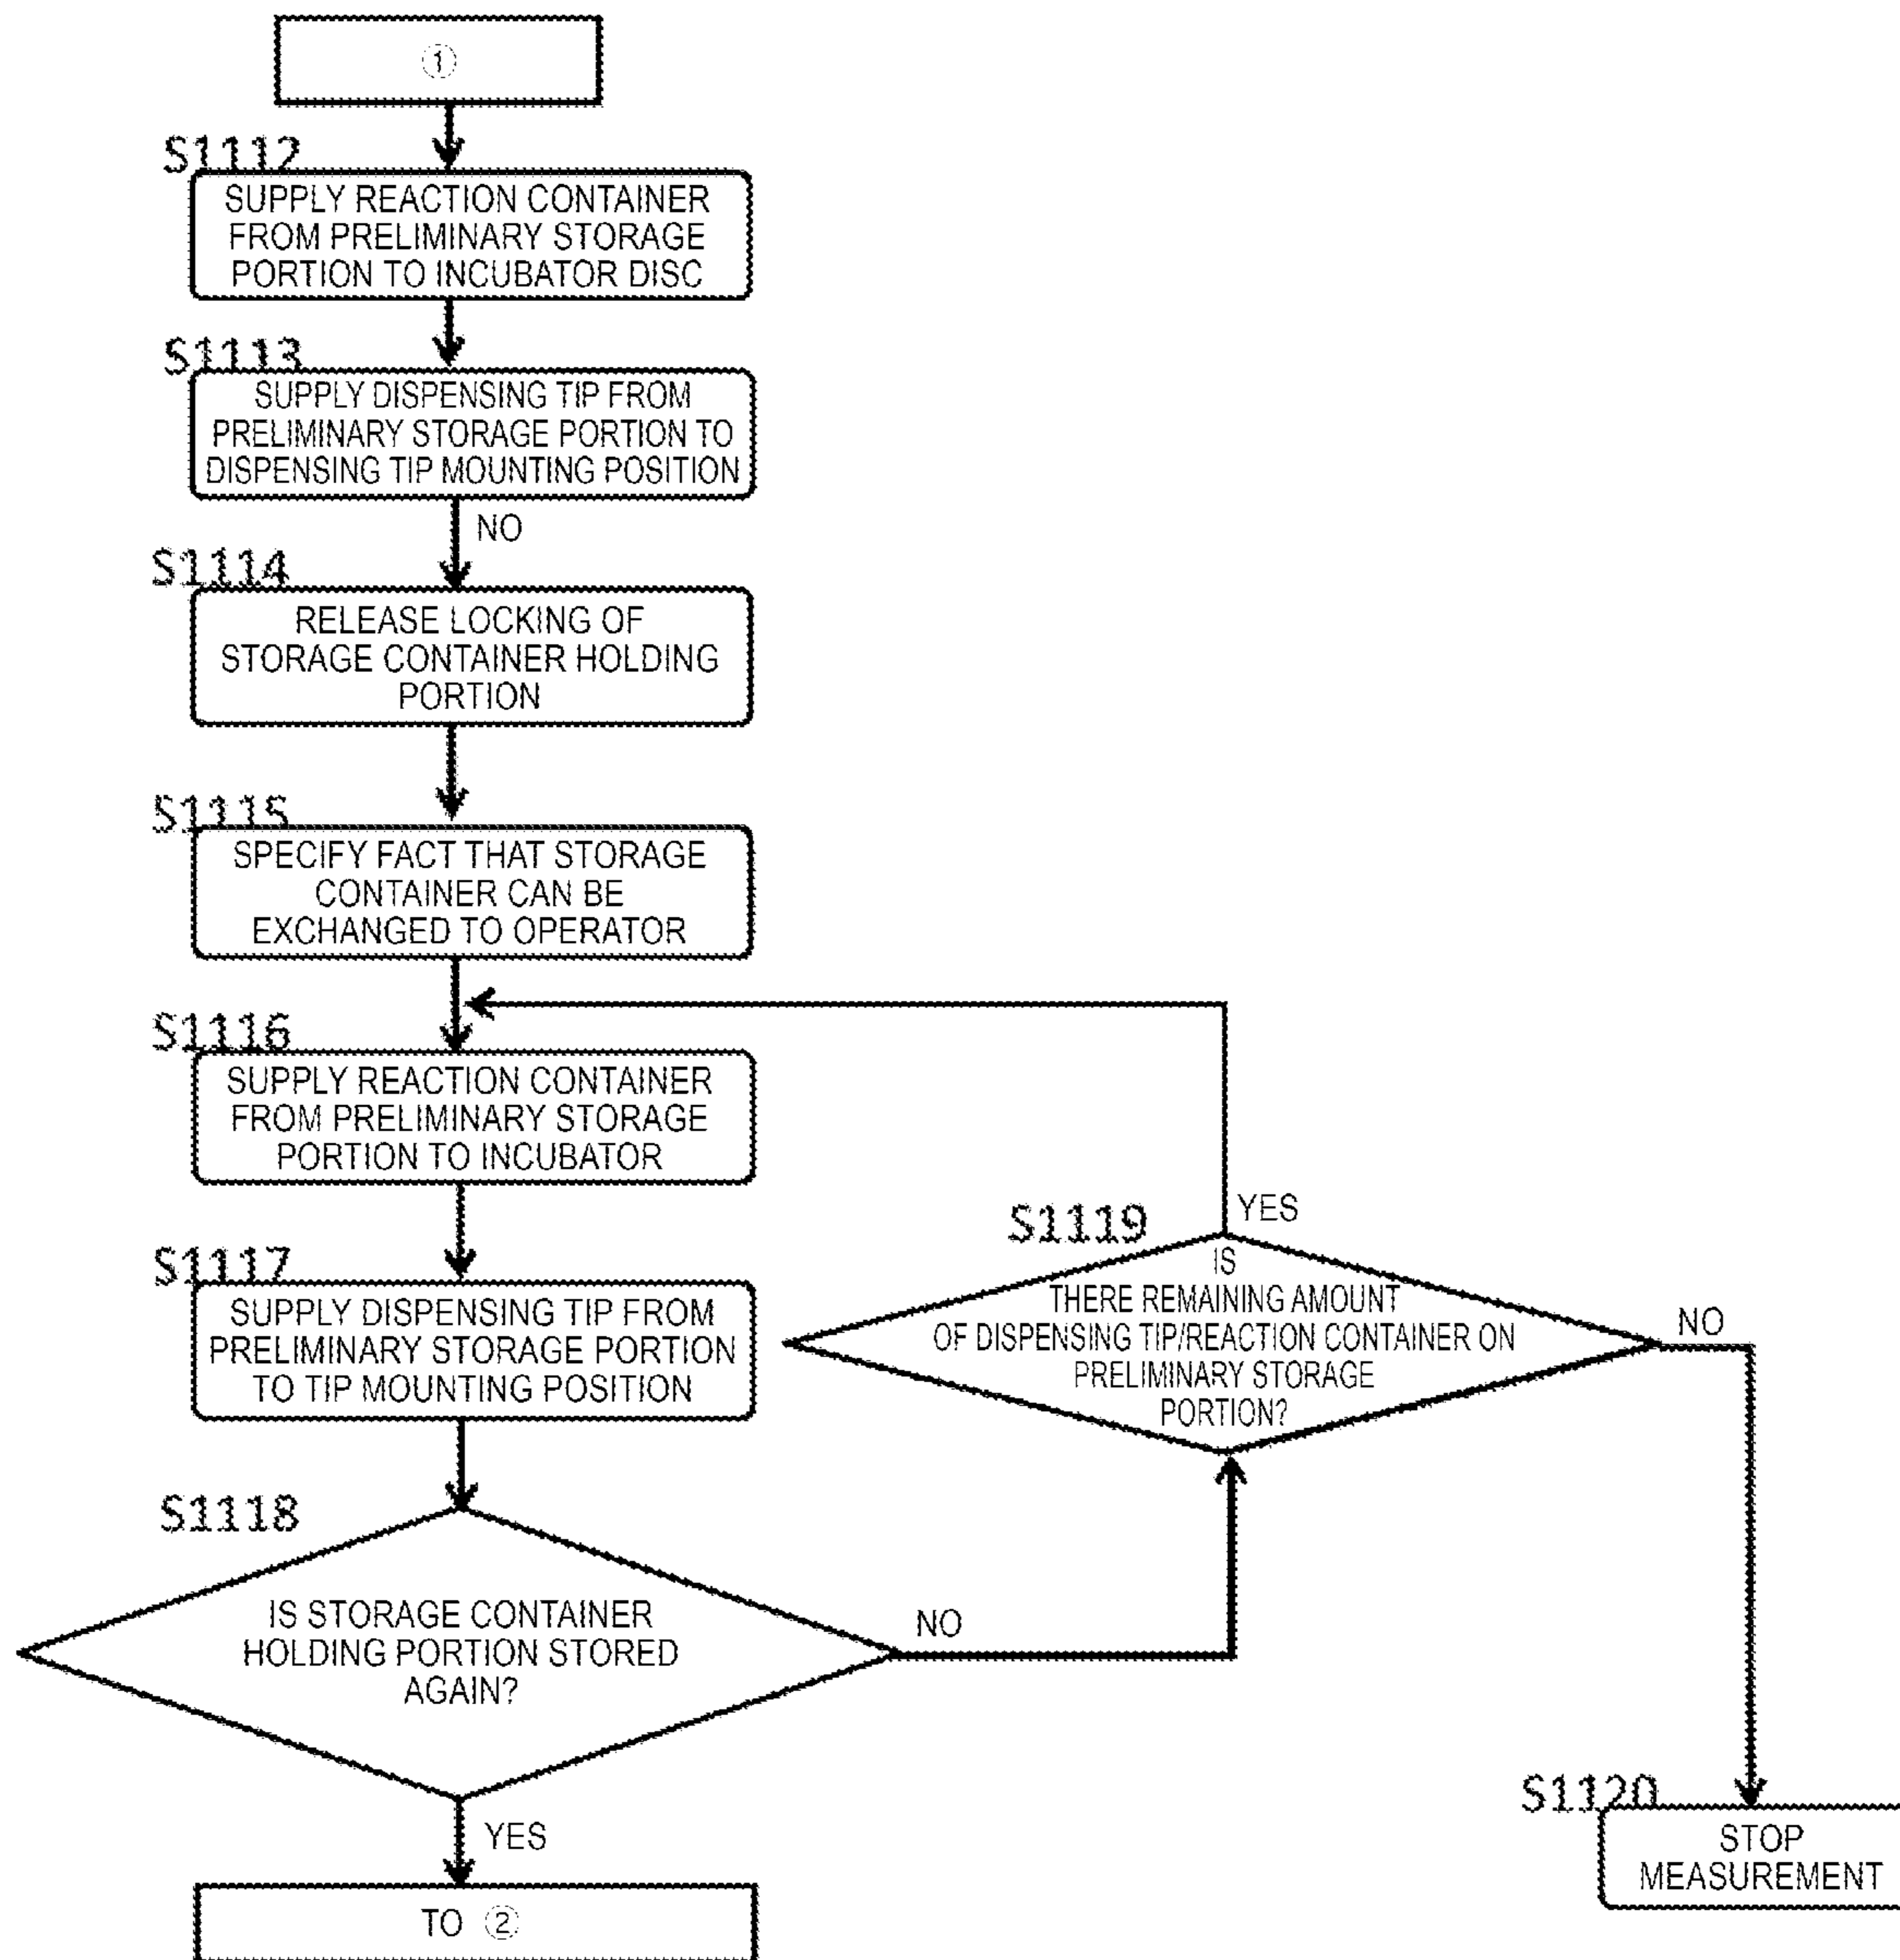 ①
S1112
SUPPLY REACTION CONTAINER
FROM PRELIMINARY STORAGE
PORTION TO INCUBATOR DISC
S1113
SUPPLY DISPENSING TIP FROM
PRELIMINARY STORAGE PORTION TO
DISPENSING TIP MOUNTING POSITION
NO
S1114
RELEASE LOCKING OF
STORAGE CONTAINER HOLDING
PORTION
S1115
SPECIFY FACT THAT STORAGE
CONTAINER CAN BE
EXCHANGED TO OPERATOR
S1116
SUPPLY REACTION CONTAINER
FROM PRELIMINARY STORAGE
PORTION TO INCUBATOR
S1117
SUPPLY DISPENSING TIP FROM
PRELIMINARY STORAGE PORTION
TO TIP MOUNTING POSITION
S1118
IS STORAGE CONTAINER
HOLDING PORTION STORED
AGAIN?
NO
YES
TO ②
S1119
YES
IS
THERE REMAINING AMOUNT
OF DISPENSING TIP/REACTION CONTAINER ON
PRELIMINARY STORAGE
PORTION?
NO
S1120
STOP
MEASUREMENT